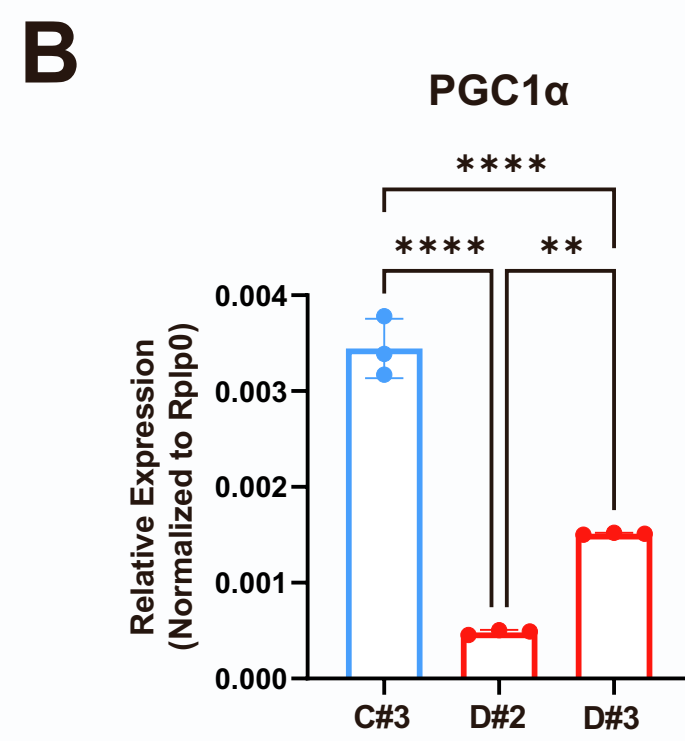 B
PGC1α
****
**** **
0.004
0.003
0.002
0.001
0.000
Relative Expression
(Normalized to Rplp0)
C#3 D#2 D#3